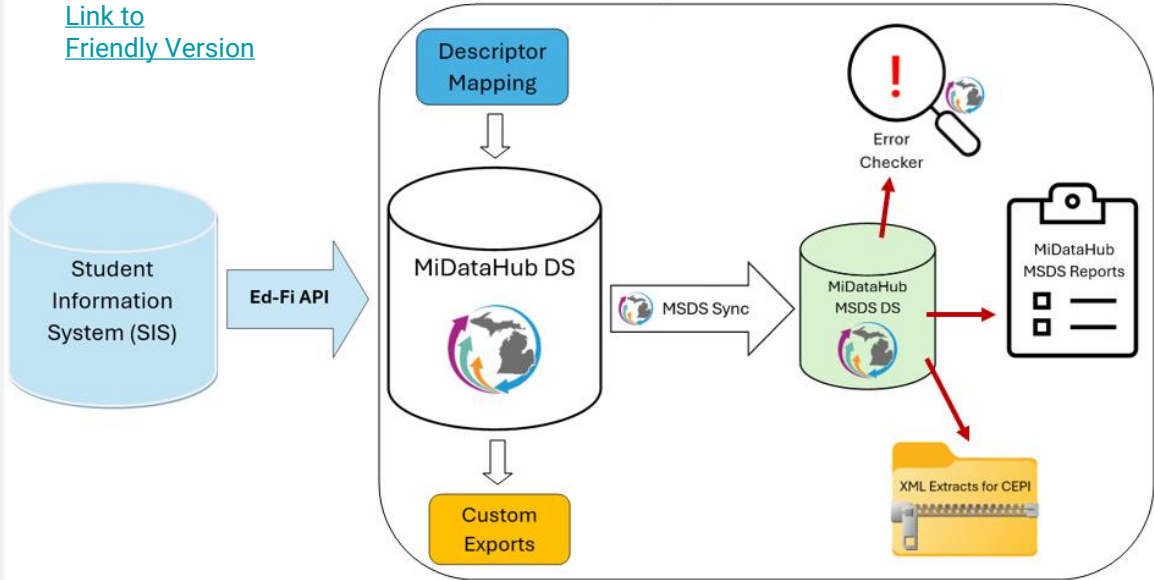 Link to
Friendly Version
Descriptor
Mapping
!
Error
Checker
Student
Information
System (SIS)
Ed-Fi API
MiDataHub DS
MSDS Sync
MiDataHub
MSDS DS
MiDataHub
MSDS Reports
XML Extracts for CEPI
Custom
Exports